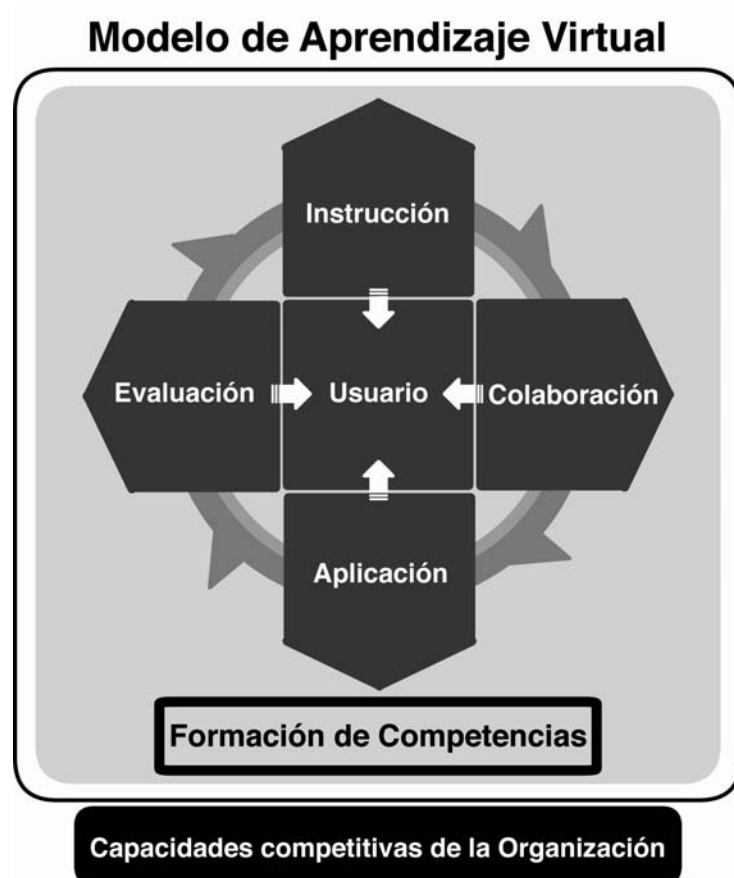 Modelo de Aprendizaje Virtual
Instrucción
Evaluación
Usuario
Colaboración
Aplicación
Formación de Competencias
Capacidades competitivas de la Organización